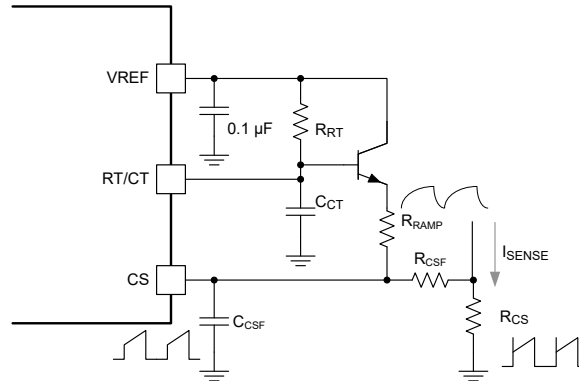 VREF
0.1 µF
RRT
RT/CT
CCT
RRAMP
ISENSE
RCSF
CS
CCSF
RCS